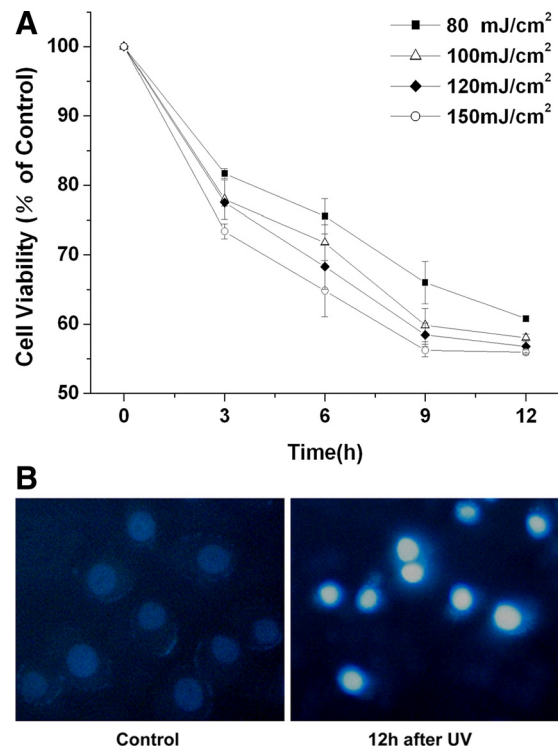 A
80 mJ/cm2
100mJ/cm2
120mJ/cm2
150mJ/cm2
Cell Viability (% of Control)
100
90
80
70
60
50
0 3 6 9 12
Time(h)
B
Control 12h after UV